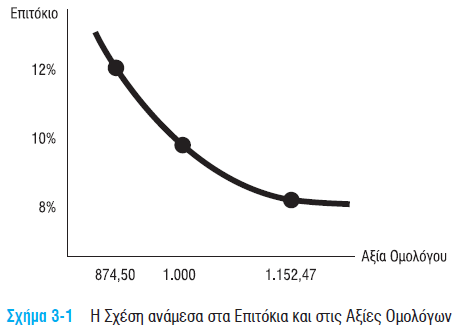 Επιτόκιο
12%
10%
8%
Αξία Ομολόγου
874,50 1.000 1.152,47
Σχήμα 3-1 Η Σχέση ανάμεσα στα Επιτόκια και στις Αξίες Ομολόγων